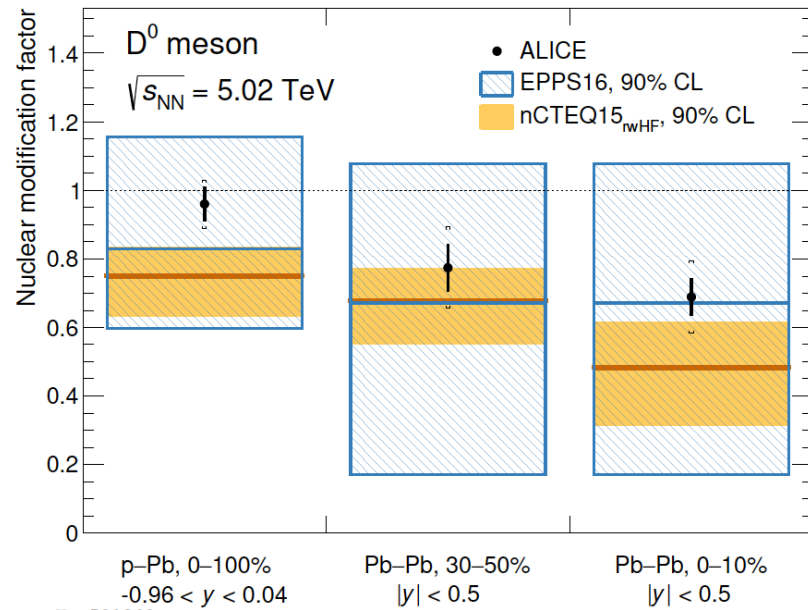 Nuclear modification factor
1.4
1.2
1
0.8
0.6
0.4
0.2
0
D⁰ meson
√s_NN = 5.02 TeV
ALICE
EPPS16, 90% CL
nCTEQ15_rwHF, 90% CL
p–Pb, 0–100%
-0.96 < y < 0.04
Pb–Pb, 30–50%
|y| < 0.5
Pb–Pb, 0–10%
|y| < 0.5